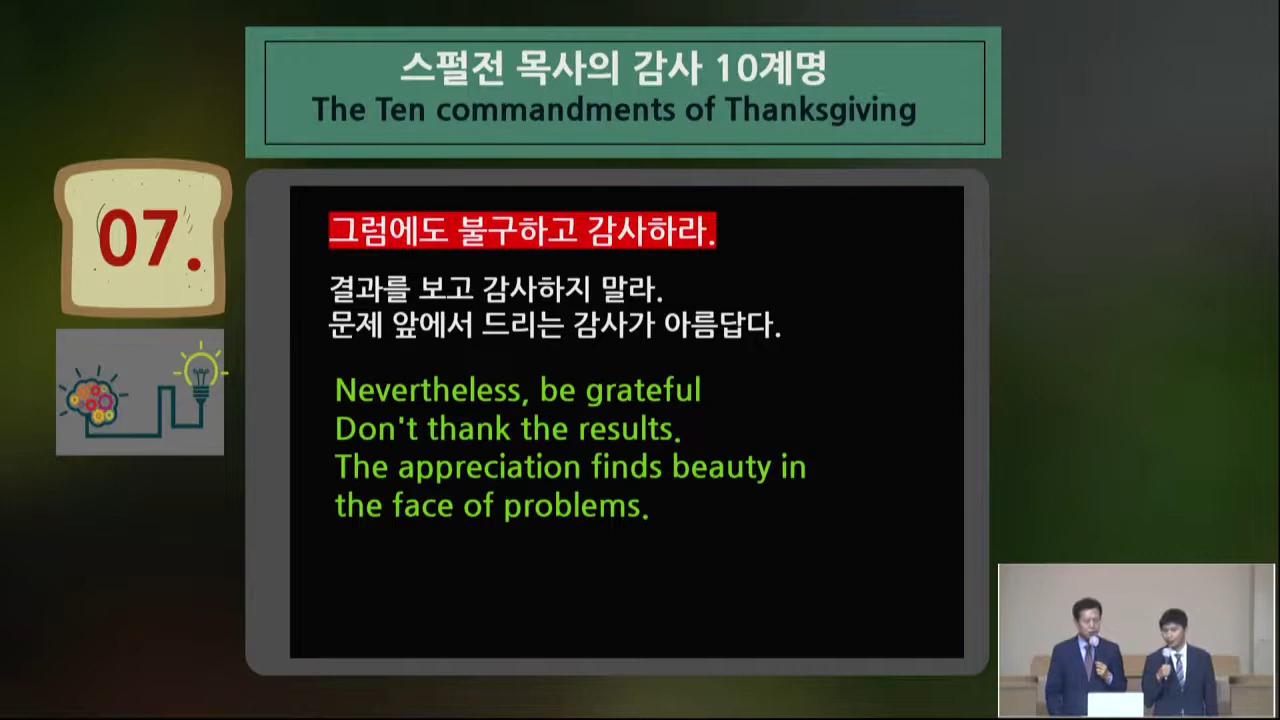 스펄전 목사의 감사 10계명
The Ten commandments of Thanksgiving
07.
그럼에도 불구하고 감사하라.
결과를 보고 감사하지 말라.
문제 앞에서 드리는 감사가 아름답다.
Nevertheless, be grateful
Don't thank the results.
The appreciation finds beauty in
the face of problems.